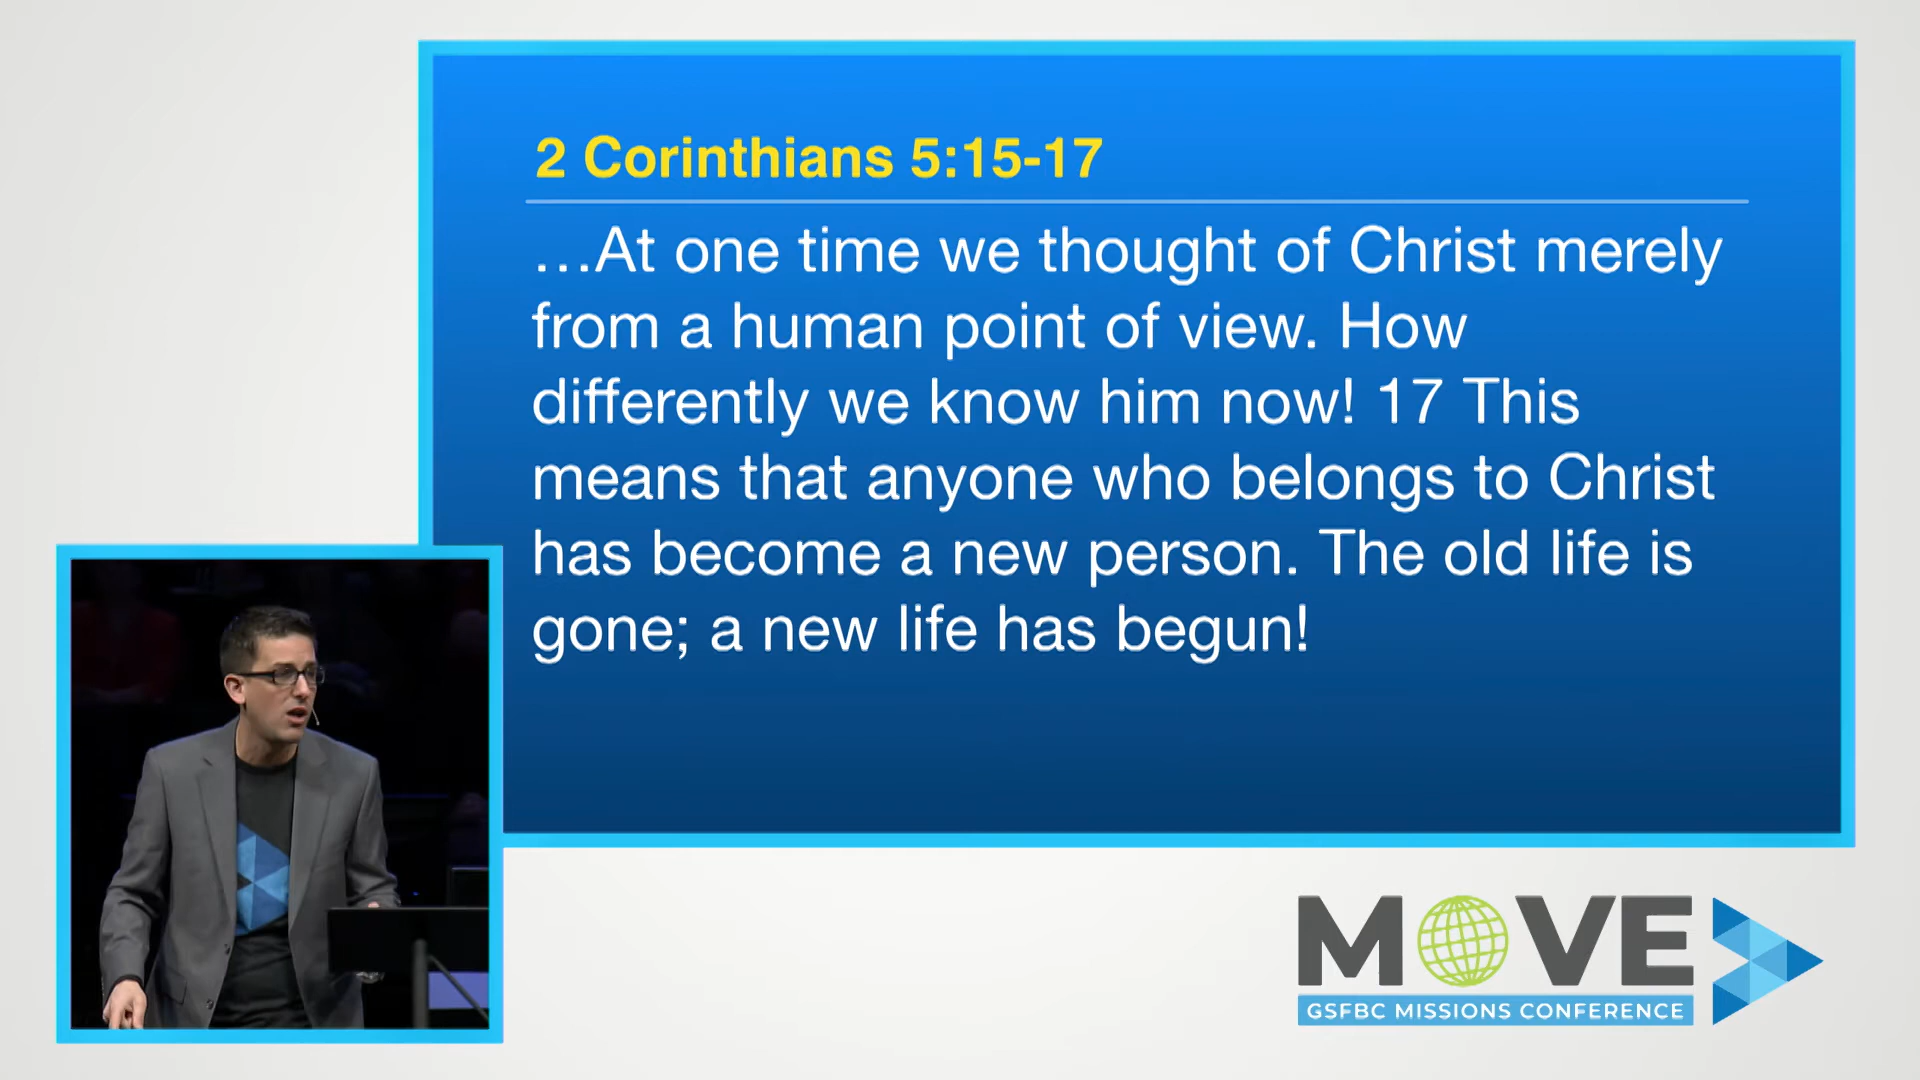 2 Corinthians 5:15-17
…At one time we thought of Christ merely
from a human point of view. How
differently we know him now! 17 This
means that anyone who belongs to Christ
has become a new person. The old life is
gone; a new life has begun!
MOVE
GSFBC MISSIONS CONFERENCE